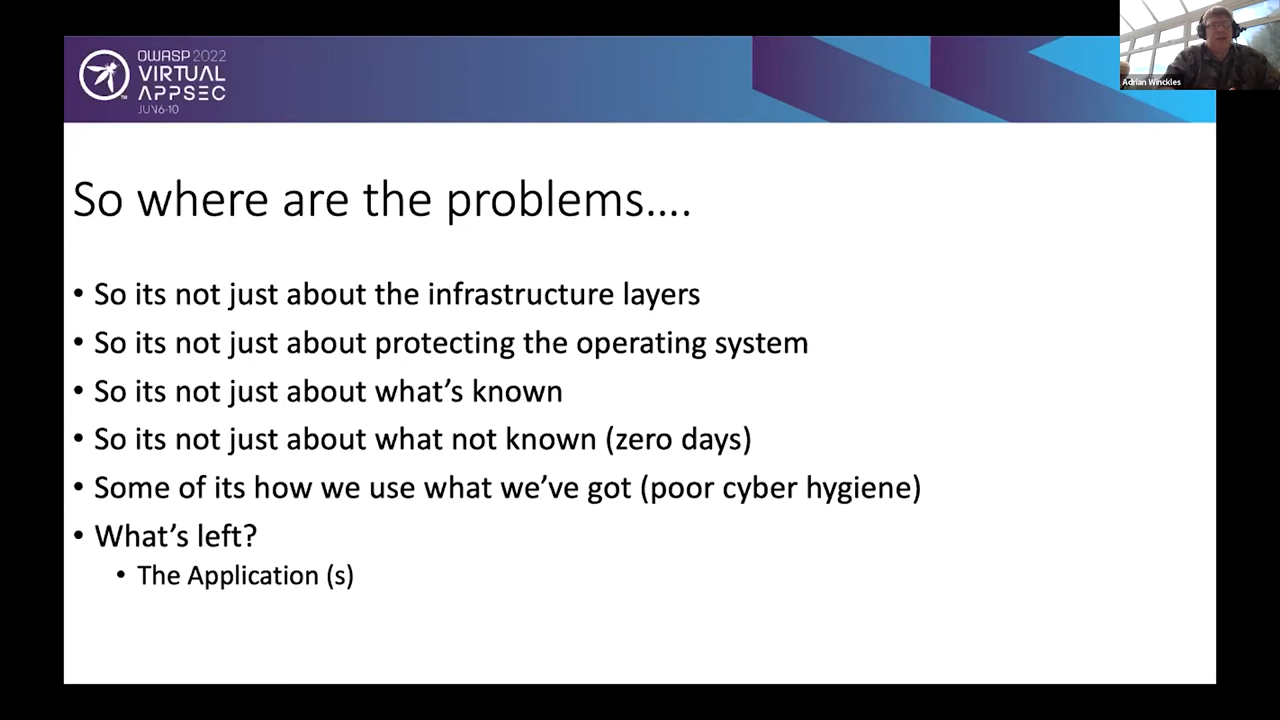 OWASP 2022
VIRTUAL
APPSEC
JUN 6-10
Adrian Winckles
So where are the problems....
• So its not just about the infrastructure layers
• So its not just about protecting the operating system
• So its not just about what's known
• So its not just about what not known (zero days)
• Some of its how we use what we've got (poor cyber hygiene)
• What's left?
• The Application (s)